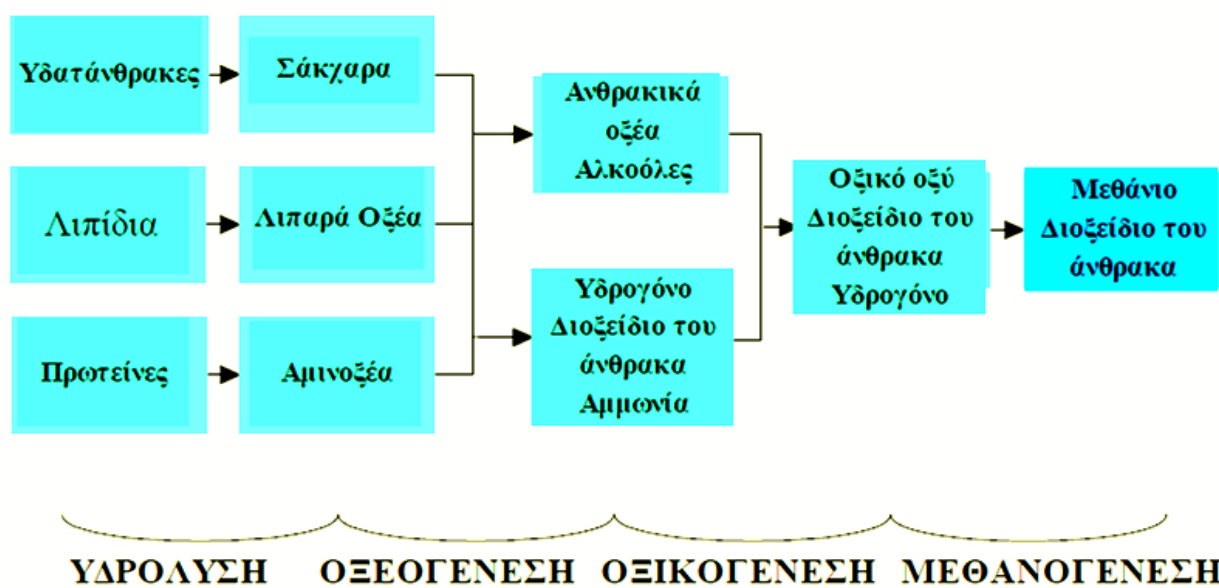 Υδατάνθρακες
Σάκχαρα
Λιπίδια
Λιπαρά Οξέα
Πρωτείνες
Αμινοξέα
Ανθρακικά
οξέα
Αλκοόλες
Υδρογόνο
Διοξείδιο του
άνθρακα
Αμμωνία
Οξικό οξύ
Διοξείδιο του
άνθρακα
Υδρογόνο
Μεθάνιο
Διοξείδιο του
άνθρακα
ΥΔΡΟΛΥΣΗ ΟΞΕΟΓΕΝΕΣΗ ΟΞΙΚΟΓΕΝΕΣΗ ΜΕΘΑΝΟΓΕΝΕΣΗ